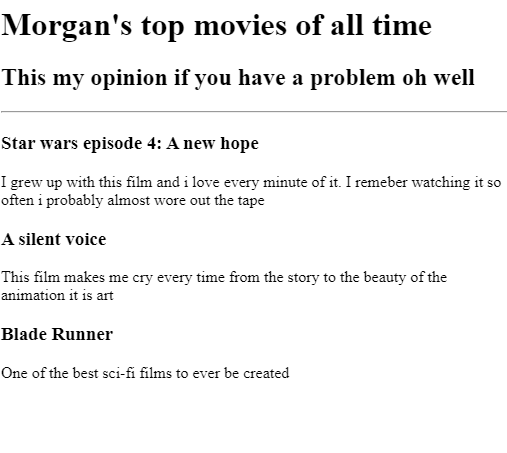 Morgan's top movies of all time
This my opinion if you have a problem oh well
Star wars episode 4: A new hope
I grew up with this film and i love every minute of it. I remeber watching it so
often i probably almost wore out the tape
A silent voice
This film makes me cry every time from the story to the beauty of the
animation it is art
Blade Runner
One of the best sci-fi films to ever be created